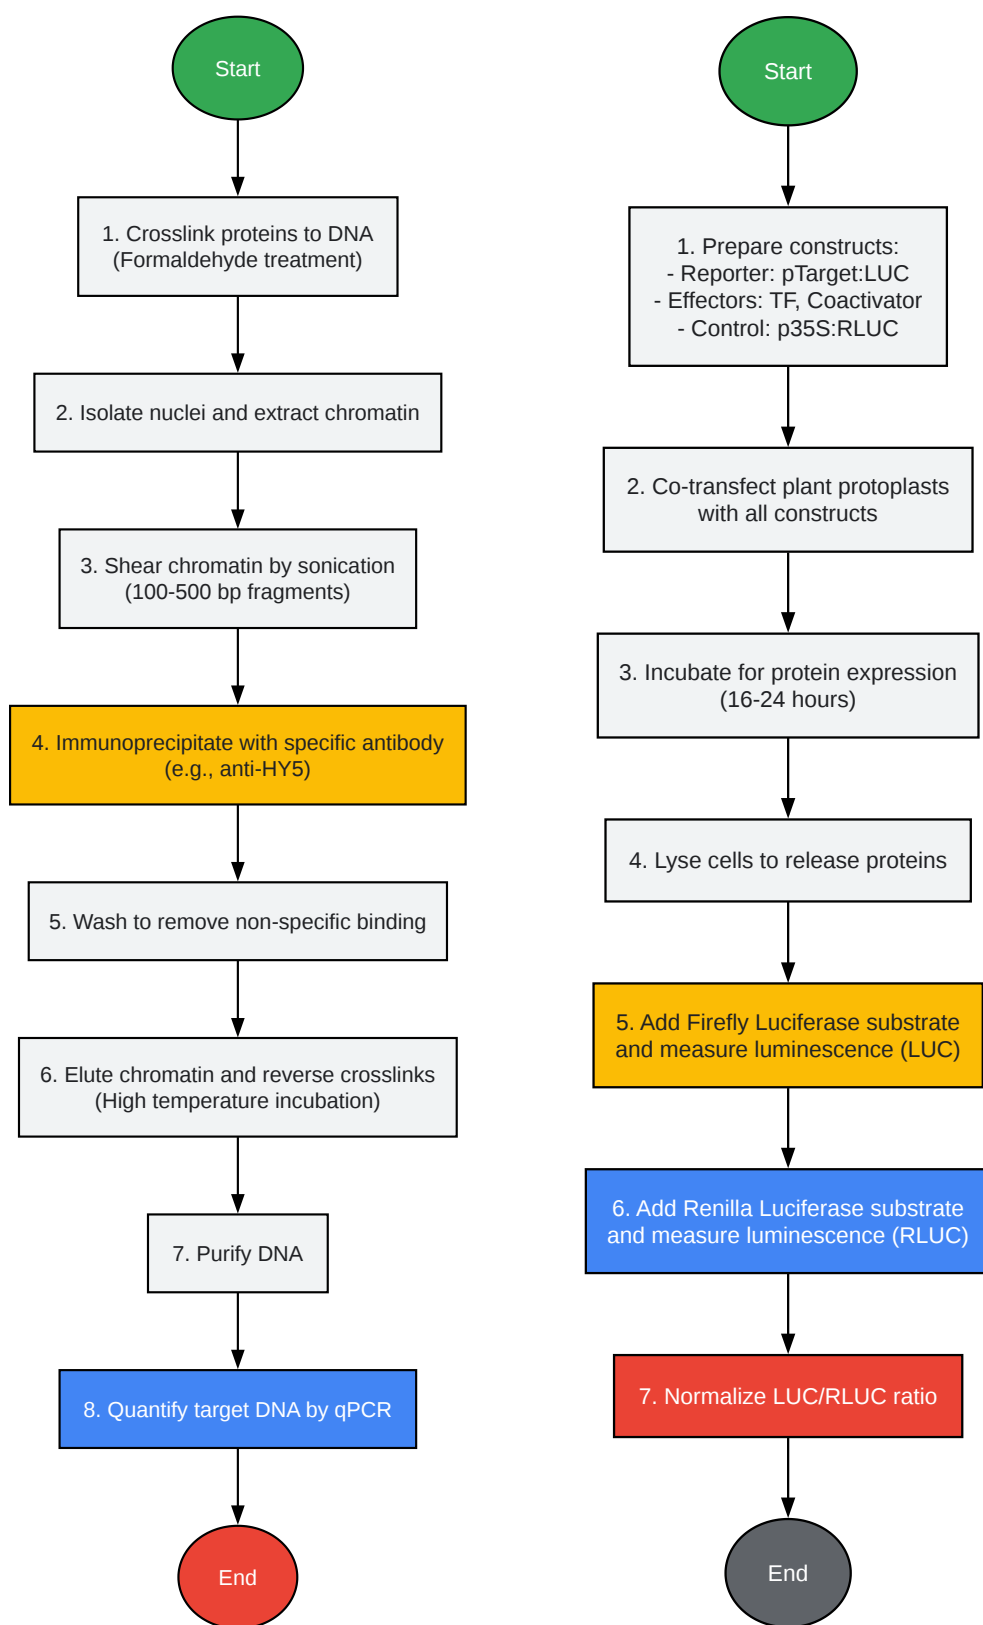 Start
1. Crosslink proteins to DNA
(Formaldehyde treatment)
2. Isolate nuclei and extract chromatin
3. Shear chromatin by sonication
(100-500 bp fragments)
4. Immunoprecipitate with specific antibody
(e.g., anti-HY5)
5. Wash to remove non-specific binding
6. Elute chromatin and reverse crosslinks
(High temperature incubation)
7. Purify DNA
8. Quantify target DNA by qPCR
End
Start
1. Prepare constructs:
- Reporter: pTarget:LUC
- Effectors: TF, Coactivator
- Control: p35S:RLUC
2. Co-transfect plant protoplasts
with all constructs
3. Incubate for protein expression
(16-24 hours)
4. Lyse cells to release proteins
5. Add Firefly Luciferase substrate
and measure luminescence (LUC)
6. Add Renilla Luciferase substrate
and measure luminescence (RLUC)
7. Normalize LUC/RLUC ratio
End